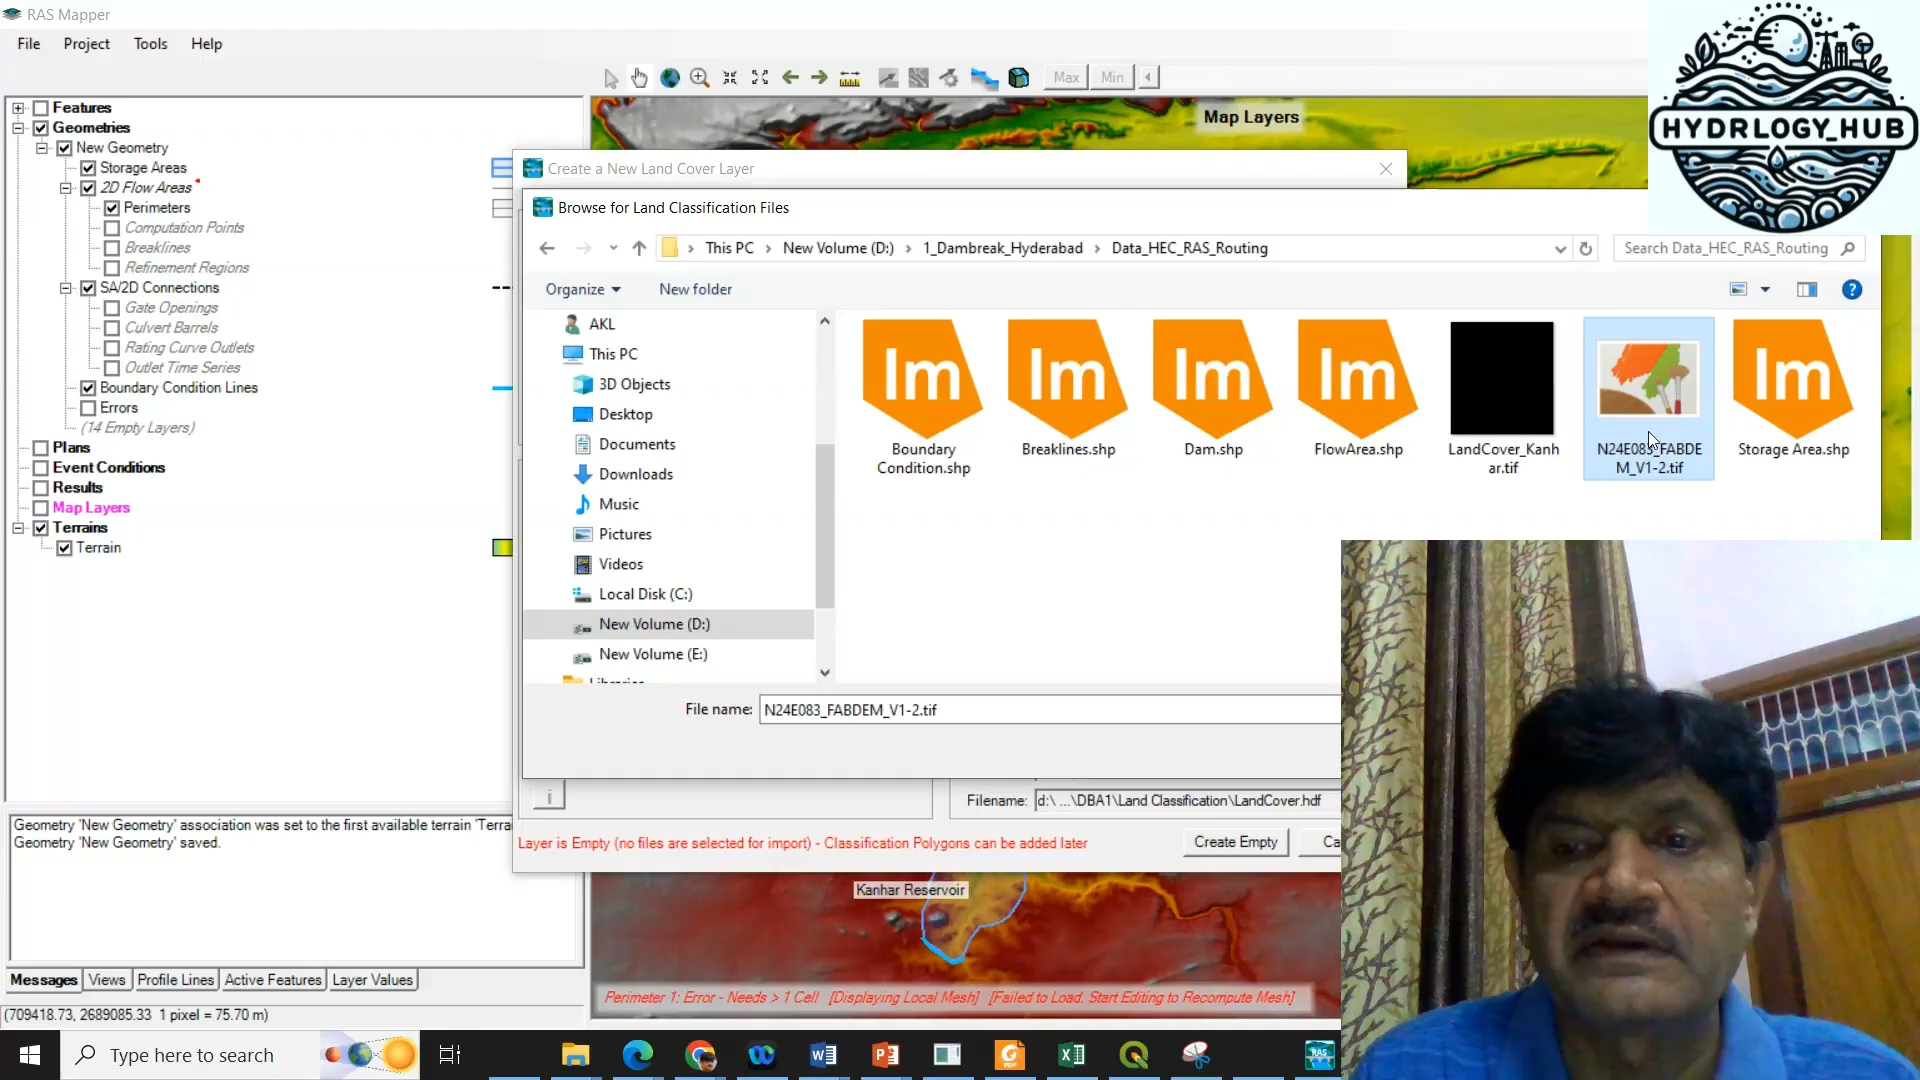 RAS Mapper
File Project Tools Help
Max Min
Features
Geometries
New Geometry
Storage Areas
2D Flow Areas
Perimeters
Computation Points
Breaklines
Refinement Regions
SA/2D Connections
Gate Openings
Culvert Barrels
Rating Curve Outlets
Outlet Time Series
Boundary Condition Lines
Errors
(14 Empty Layers)
Plans
Event Conditions
Results
Map Layers
Terrains
Terrain
Map Layers
HYDRLOGY_HUB
Create a New Land Cover Layer
Browse for Land Classification Files
This PC > New Volume (D:) > 1_Dambreak_Hyderabad > Data_HEC_RAS_Routing
Search Data_HEC_RAS_Routing
Organize New folder
AKL
This PC
3D Objects
Desktop
Documents
Downloads
Music
Pictures
Videos
Local Disk (C:)
New Volume (D:)
New Volume (E:)
Im Im Im Im Im
Boundary
Condition.shp
Breaklines.shp
Dam.shp
FlowArea.shp
LandCover_Kanh
ar.tif
N24E083_FABDE
M_V1-2.tif
Storage Area.shp
File name: N24E083_FABDEM_V1-2.tif
Filename: d:\ ...\DBA1\Land Classification\LandCover.hdf
Layer is Empty (no files are selected for import) - Classification Polygons can be added later
Create Empty
Geometry 'New Geometry' association was set to the first available terrain 'Terrai
Geometry 'New Geometry' saved.
Kanhar Reservoir
Perimeter 1: Error - Needs > 1 Cell [Displaying Local Mesh] [Failed to Load. Start Editing to Recompute Mesh]
Messages Views Profile Lines Active Features Layer Values
(709418.73, 2689085.33 1 pixel = 75.70 m)
Type here to search